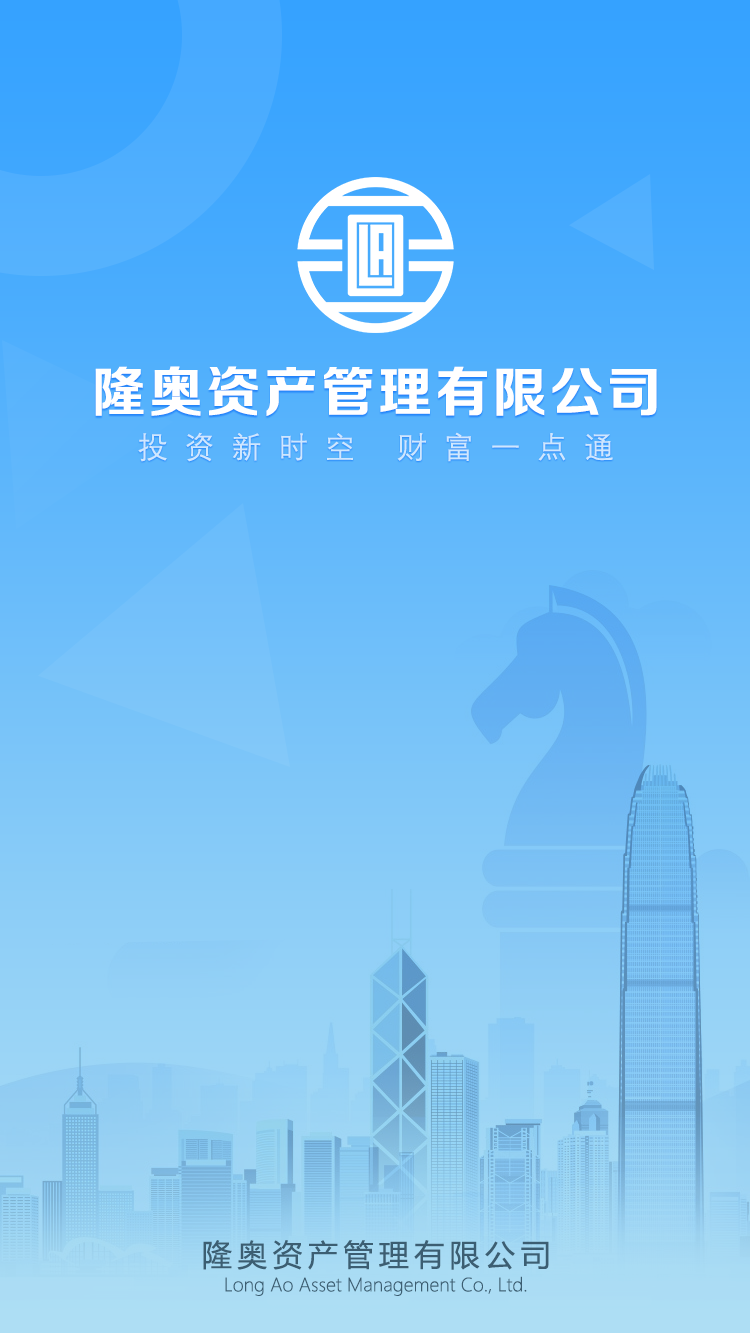 隆奥资产管理有限公司
投资新时空 财富一点通
隆奥资产管理有限公司
Long Ao Asset Management Co., Ltd.